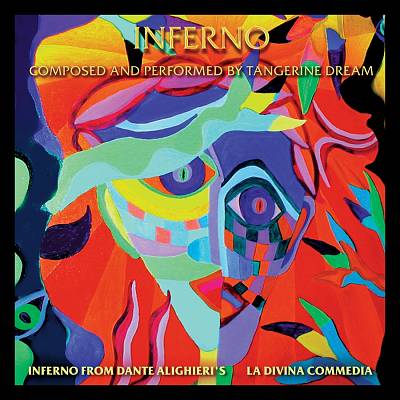 INFERNO
COMPOSED AND PERFORMED BY TANGERINE DREAM
INFERNO FROM DANTE ALIGHIERI'S LA DIVINA COMMEDIA